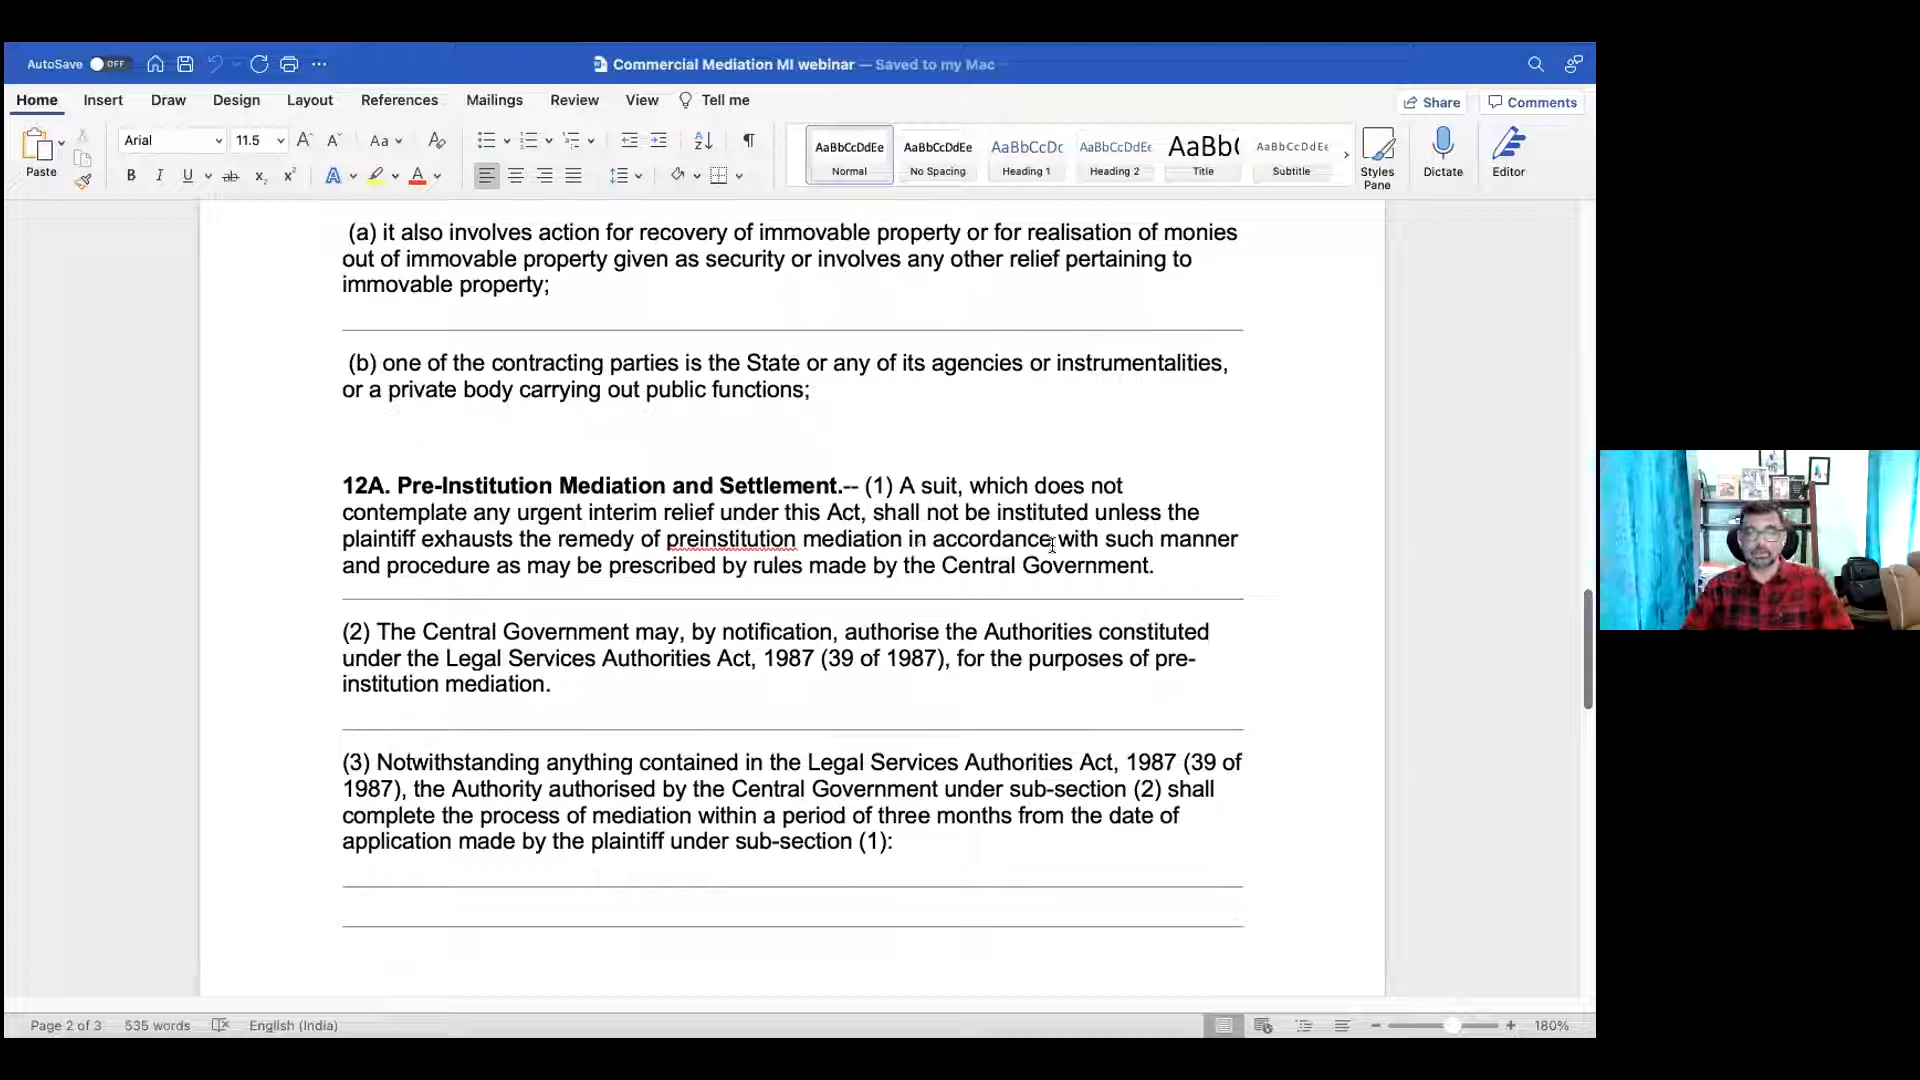 AutoSave OFF
Commercial Mediation MI webinar — Saved to my Mac
Home Insert Draw Design Layout References Mailings Review View Tell me Share Comments
Paste Arial 11.5 Aa
AaBbCcDdEe AaBbCcDdEe AaBbCcDc AaBbCcDdEe AaBb( AaBbCcDdEe
Normal No Spacing Heading 1 Heading 2 Title Subtitle
Styles Pane Dictate Editor
(a) it also involves action for recovery of immovable property or for realisation of monies
out of immovable property given as security or involves any other relief pertaining to
immovable property;
(b) one of the contracting parties is the State or any of its agencies or instrumentalities,
or a private body carrying out public functions;
12A. Pre-Institution Mediation and Settlement.-- (1) A suit, which does not
contemplate any urgent interim relief under this Act, shall not be instituted unless the
plaintiff exhausts the remedy of preinstitution mediation in accordance with such manner
and procedure as may be prescribed by rules made by the Central Government.
(2) The Central Government may, by notification, authorise the Authorities constituted
under the Legal Services Authorities Act, 1987 (39 of 1987), for the purposes of pre-
institution mediation.
(3) Notwithstanding anything contained in the Legal Services Authorities Act, 1987 (39 of
1987), the Authority authorised by the Central Government under sub-section (2) shall
complete the process of mediation within a period of three months from the date of
application made by the plaintiff under sub-section (1):
Page 2 of 3 535 words English (India) 180%